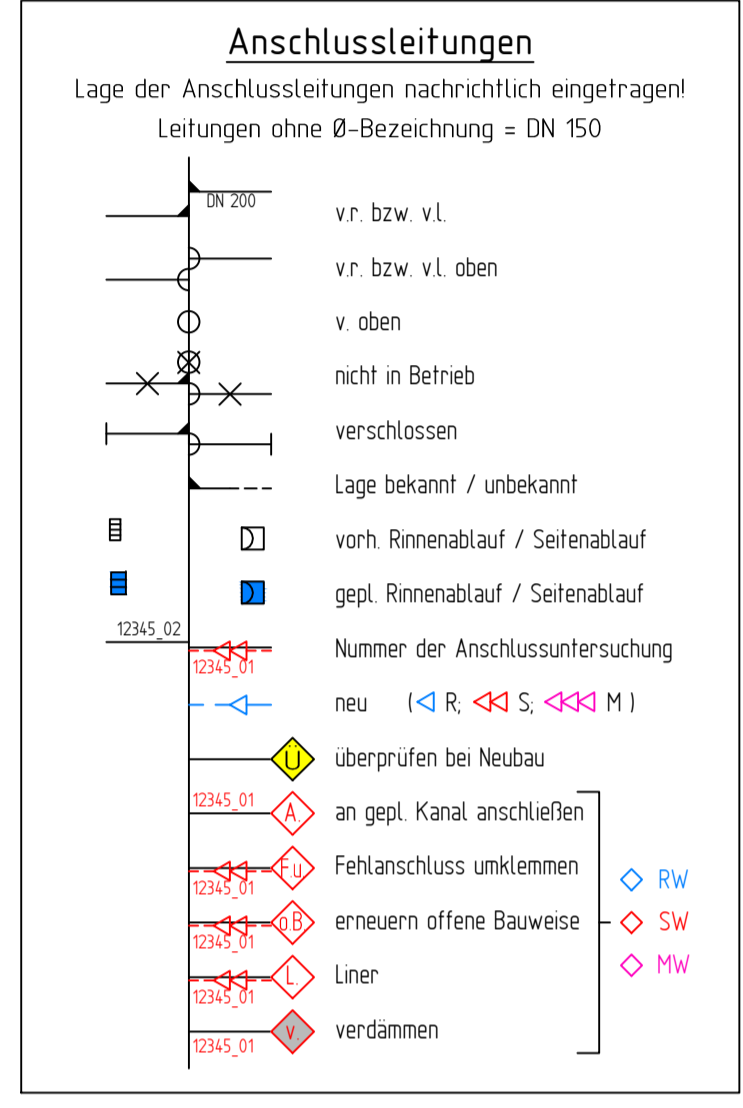 Anschlussleitungen
Lage der Anschlussleitungen nachrichtlich eingetragen!
Leitungen ohne Ø-Bezeichnung = DN 150
DN 200
v.r. bzw. v.l.
v.r. bzw. v.l. oben
v. oben
nicht in Betrieb
verschlossen
Lage bekannt / unbekannt
vorh. Rinnenablauf / Seitenablauf
gepl. Rinnenablauf / Seitenablauf
12345_02
12345_01
Nummer der Anschlussuntersuchung
neu ( R; S; M )
Ü überprüfen bei Neubau
12345_01 A. an gepl. Kanal anschließen
F.u. Fehlanschluss umklemmen
12345_01
RW
o.B. erneuern offene Bauweise
12345_01
SW
L. Liner
12345_01
MW
v. verdämmen
12345_01